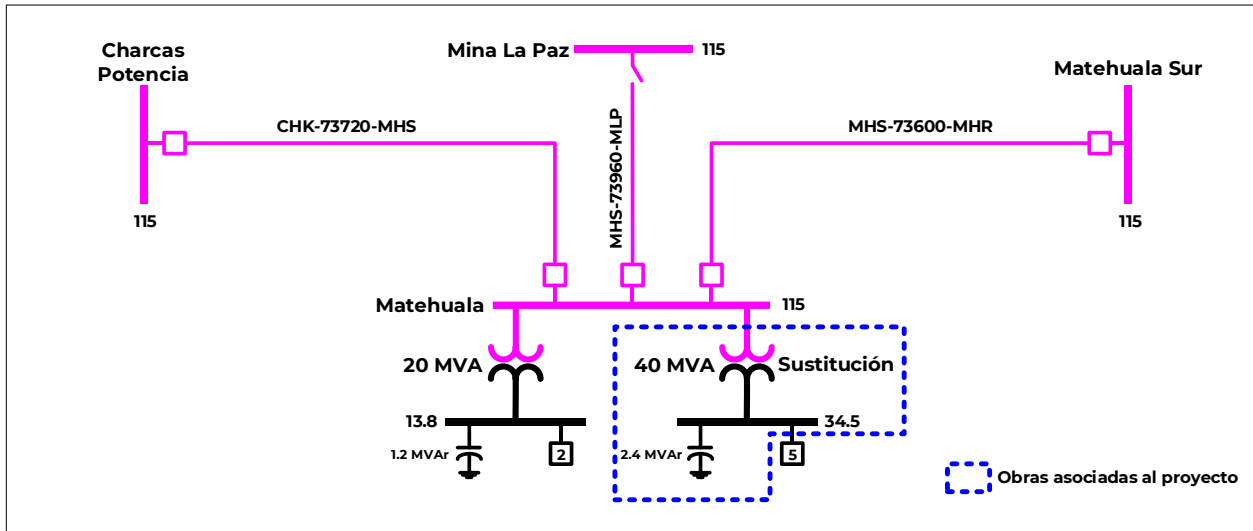 Charcas
Potencia
Mina La Paz
115
Matehuala Sur
CHK-73720-MHS
MHS-73960-MLP
MHS-73600-MHR
115
115
Matehuala
115
20 MVA
40 MVA
Sustitución
13.8
34.5
1.2 MVAr
2
2.4 MVAr
5
Obras asociadas al proyecto